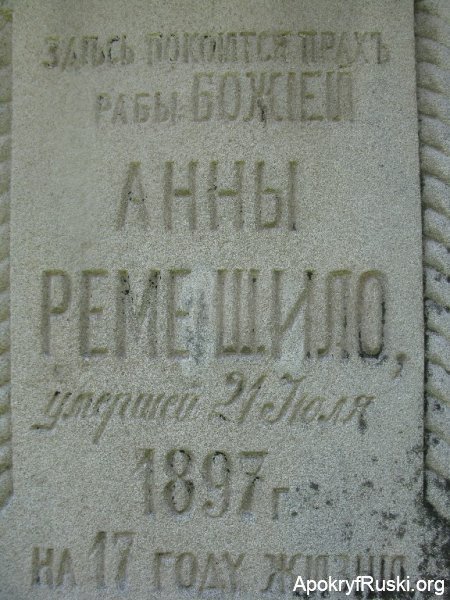 ЗДѢСЬ ПОКОИТСЯ ПРАХЪ
РАБЫ БОЖІЕЙ
АННЫ
РЕМЕШИЛО,
умершей 21 Іюля
1897 г.
НА 17 ГОДУ ЖИЗНИ
ApokryfRuski.org